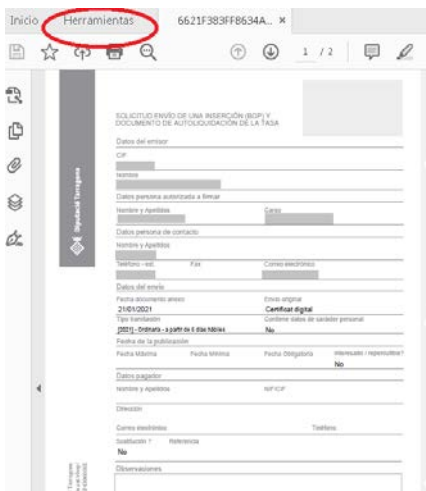 Inicio Herramientas 6621F383FF8634A... ×
1 / 2
SOLICITUD ENVÍO DE UNA INSERCIÓN (BOP) Y
DOCUMENTO DE AUTOLIQUIDACIÓN DE LA TASA
Datos del emisor
CIF
Nombre
Datos persona autorizada a firmar
Nombre y Apellidos Cargo
Datos persona de contacto
Nombre y Apellidos
Teléfono - ext. Fax Correo electrónico
Datos del envío
Fecha documento anexo Envío original
21/01/2021 Certificat digital
Tipo tramitación Contiene datos de carácter personal
[2021] - Ordinaria - a partir de 6 días hábiles No
Fecha de la publicación
Fecha Máxima Fecha Mínima Fecha Obligatoria Interesado / repercutible?
No
Datos pagador
Nombre y Apellidos NIF/CIF
Dirección
Correo electrónico Teléfono
Sustitución ? Referencia
No
Observaciones
Diputació Tarragona
Tarragona